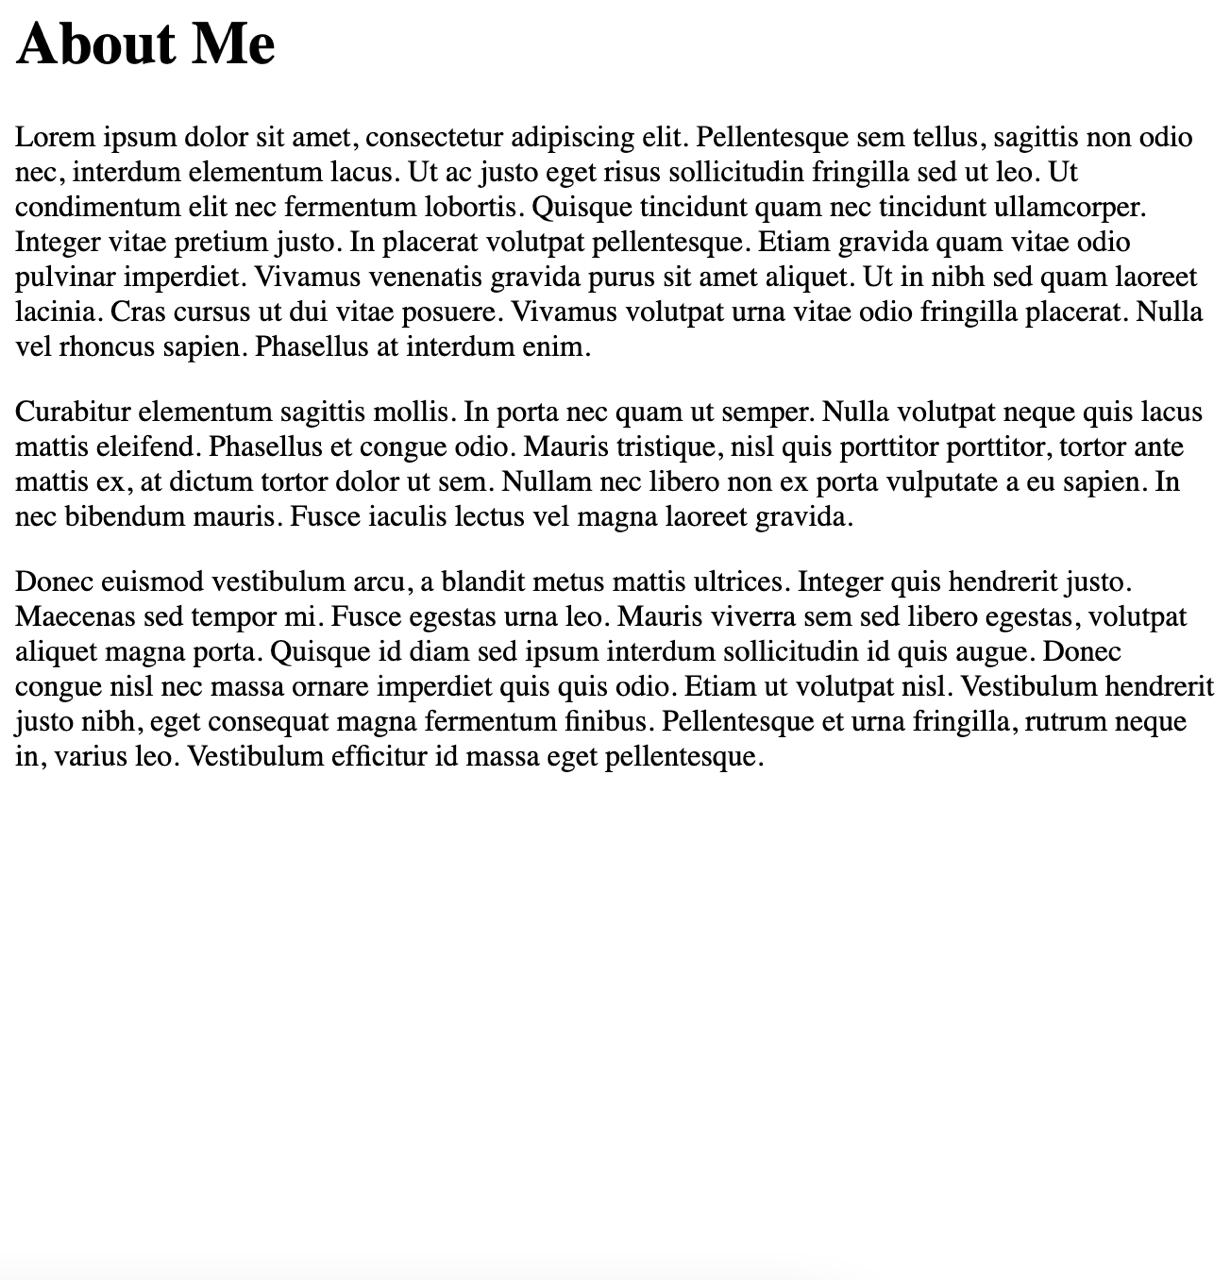 About Me
Lorem ipsum dolor sit amet, consectetur adipiscing elit. Pellentesque sem tellus, sagittis non odio
nec, interdum elementum lacus. Ut ac justo eget risus sollicitudin fringilla sed ut leo. Ut
condimentum elit nec fermentum lobortis. Quisque tincidunt quam nec tincidunt ullamcorper.
Integer vitae pretium justo. In placerat volutpat pellentesque. Etiam gravida quam vitae odio
pulvinar imperdiet. Vivamus venenatis gravida purus sit amet aliquet. Ut in nibh sed quam laoreet
lacinia. Cras cursus ut dui vitae posuere. Vivamus volutpat urna vitae odio fringilla placerat. Nulla
vel rhoncus sapien. Phasellus at interdum enim.
Curabitur elementum sagittis mollis. In porta nec quam ut semper. Nulla volutpat neque quis lacus
mattis eleifend. Phasellus et congue odio. Mauris tristique, nisl quis porttitor porttitor, tortor ante
mattis ex, at dictum tortor dolor ut sem. Nullam nec libero non ex porta vulputate a eu sapien. In
nec bibendum mauris. Fusce iaculis lectus vel magna laoreet gravida.
Donec euismod vestibulum arcu, a blandit metus mattis ultrices. Integer quis hendrerit justo.
Maecenas sed tempor mi. Fusce egestas urna leo. Mauris viverra sem sed libero egestas, volutpat
aliquet magna porta. Quisque id diam sed ipsum interdum sollicitudin id quis augue. Donec
congue nisl nec massa ornare imperdiet quis quis odio. Etiam ut volutpat nisl. Vestibulum hendrerit
justo nibh, eget consequat magna fermentum finibus. Pellentesque et urna fringilla, rutrum neque
in, varius leo. Vestibulum efficitur id massa eget pellentesque.